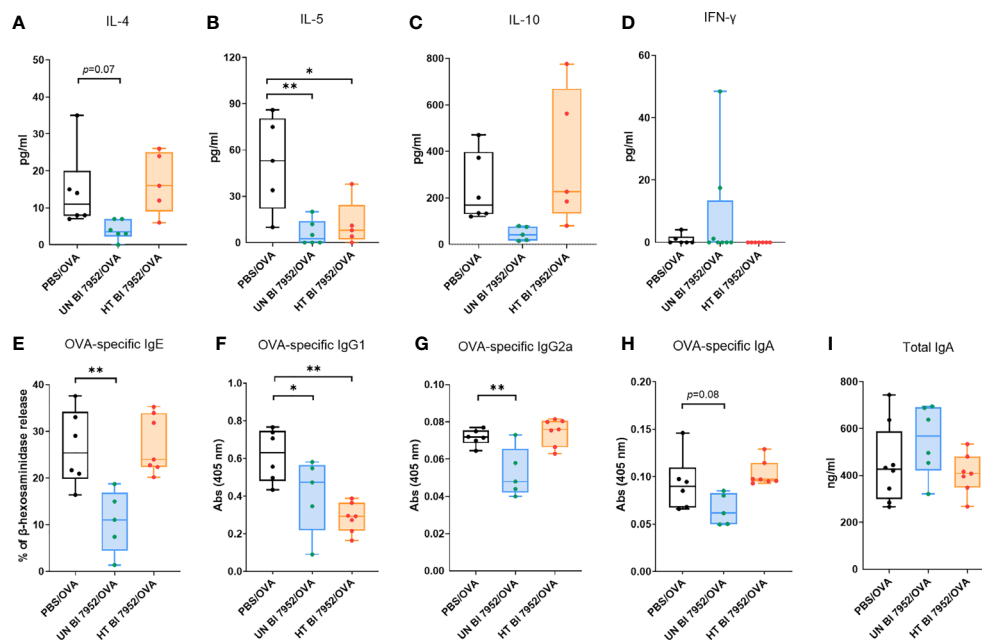 A
IL-4
50
40
30
20
10
0
pg/ml
p=0.07
PBS/OVA
UN BI 7952/OVA
HT BI 7952/OVA
B
IL-5
120
90
60
30
0
pg/ml
*
**
PBS/OVA
UN BI 7952/OVA
HT BI 7952/OVA
C
IL-10
800
600
400
200
0
pg/ml
PBS/OVA
UN BI 7952/OVA
HT BI 7952/OVA
D
IFN-γ
60
40
20
0
pg/ml
PBS/OVA
UN BI 7952/OVA
HT BI 7952/OVA
E
OVA-specific IgE
40
30
20
10
0
% of β-hexosaminidase release
**
PBS/OVA
UN BI 7952/OVA
HT BI 7952/OVA
F
OVA-specific IgG1
1.0
0.8
0.6
0.4
0.2
0.0
Abs (405 nm)
**
*
PBS/OVA
UN BI 7952/OVA
HT BI 7952/OVA
G
OVA-specific IgG2a
0.10
0.08
0.06
0.04
0.02
0.00
Abs (405 nm)
**
PBS/OVA
UN BI 7952/OVA
HT BI 7952/OVA
H
OVA-specific IgA
0.20
0.15
0.10
0.05
0.00
Abs (405 nm)
p=0.08
PBS/OVA
UN BI 7952/OVA
HT BI 7952/OVA
I
Total IgA
800
600
400
200
0
ng/ml
PBS/OVA
UN BI 7952/OVA
HT BI 7952/OVA